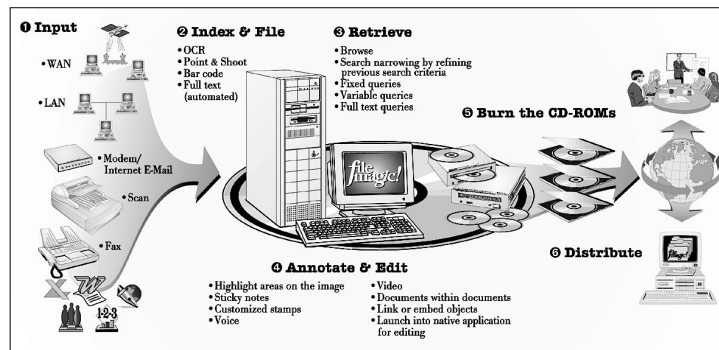 ❶ Input
• WAN
• LAN
• Modem/
Internet E-Mail
• Scan
• Fax
X
W
1-2-3
❷ Index & File
• OCR
• Point & Shoot
• Bar code
• Full text
(automated)
❸ Retrieve
• Browse
• Search narrowing by refining
previous search criteria
• Fixed queries
• Variable queries
• Full text queries
file
magic!
❹ Annotate & Edit
• Highlight areas on the image
• Sticky notes
• Customized stamps
• Voice
• Video
• Documents within documents
• Link or embed objects
• Launch into native application
for editing
❺ Burn the CD-ROMs
❻ Distribute